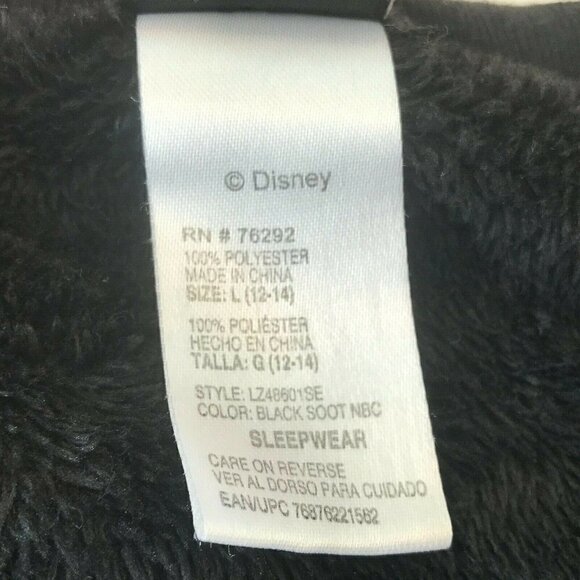 © Disney
RN # 76292
100% POLYESTER
MADE IN CHINA
SIZE: L (12-14)
100% POLIÉSTER
HECHO EN CHINA
TALLA: G (12-14)
STYLE: LZ48601SE
COLOR: BLACK SOOT NBC
SLEEPWEAR
CARE ON REVERSE
VER AL DORSO PARA CUIDADO
EAN/UPC 76876221562